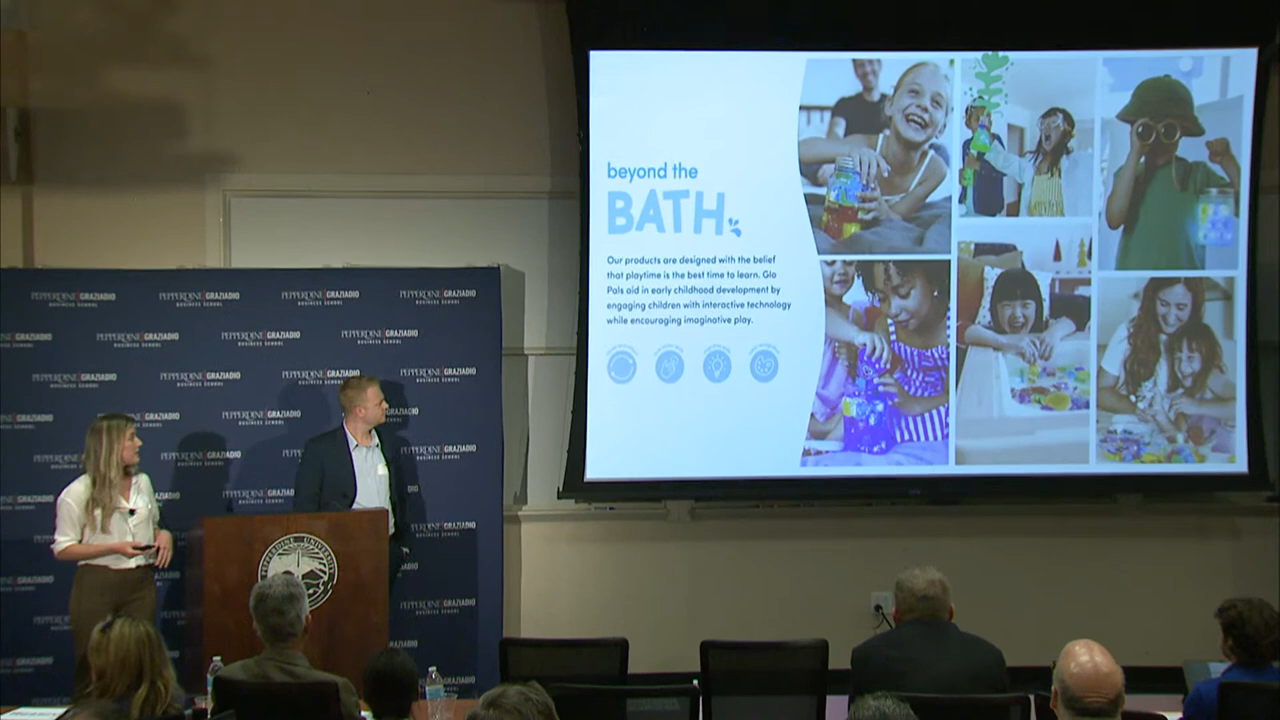 beyond the
BATH
Our products are designed with the belief
that playtime is the best time to learn. Glo
Pals aid in early childhood development by
engaging children with interactive technology
while encouraging imaginative play.
PEPPERDINE GRAZIADIO
BUSINESS SCHOOL
PEPPERDINE UNIVERSITY